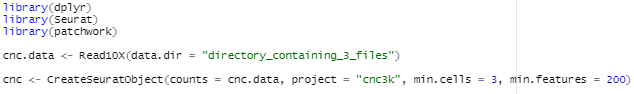 library(dplyr)
library(Seurat)
library(patchwork)
cnc.data <- Read10X(data.dir = "directory_containing_3_files")
cnc <- CreateSeuratObject(counts = cnc.data, project = "cnc3k", min.cells = 3, min.features = 200)